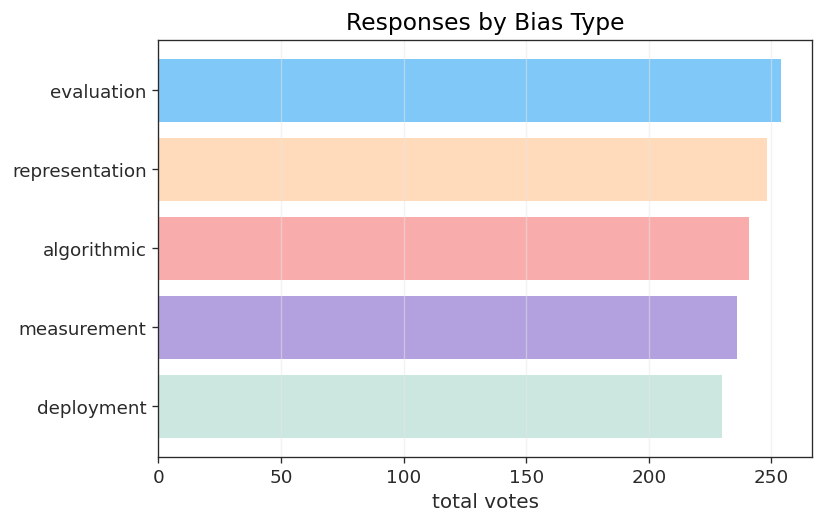 Responses by Bias Type
evaluation
representation
algorithmic
measurement
deployment
0 50 100 150 200 250
total votes